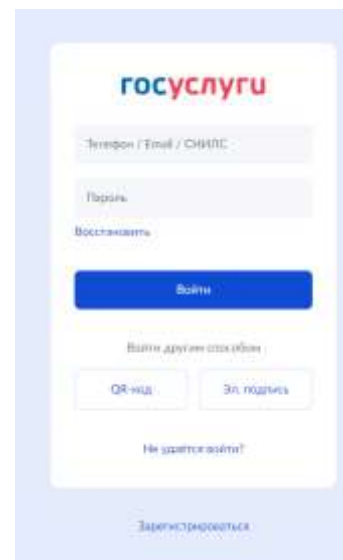 госуслуги
Телефон / Email / СНИЛС
Пароль
Восстановить
Войти
Войти другим способом
QR-код
Эл. подпись
Не удаётся войти?
Зарегистрироваться